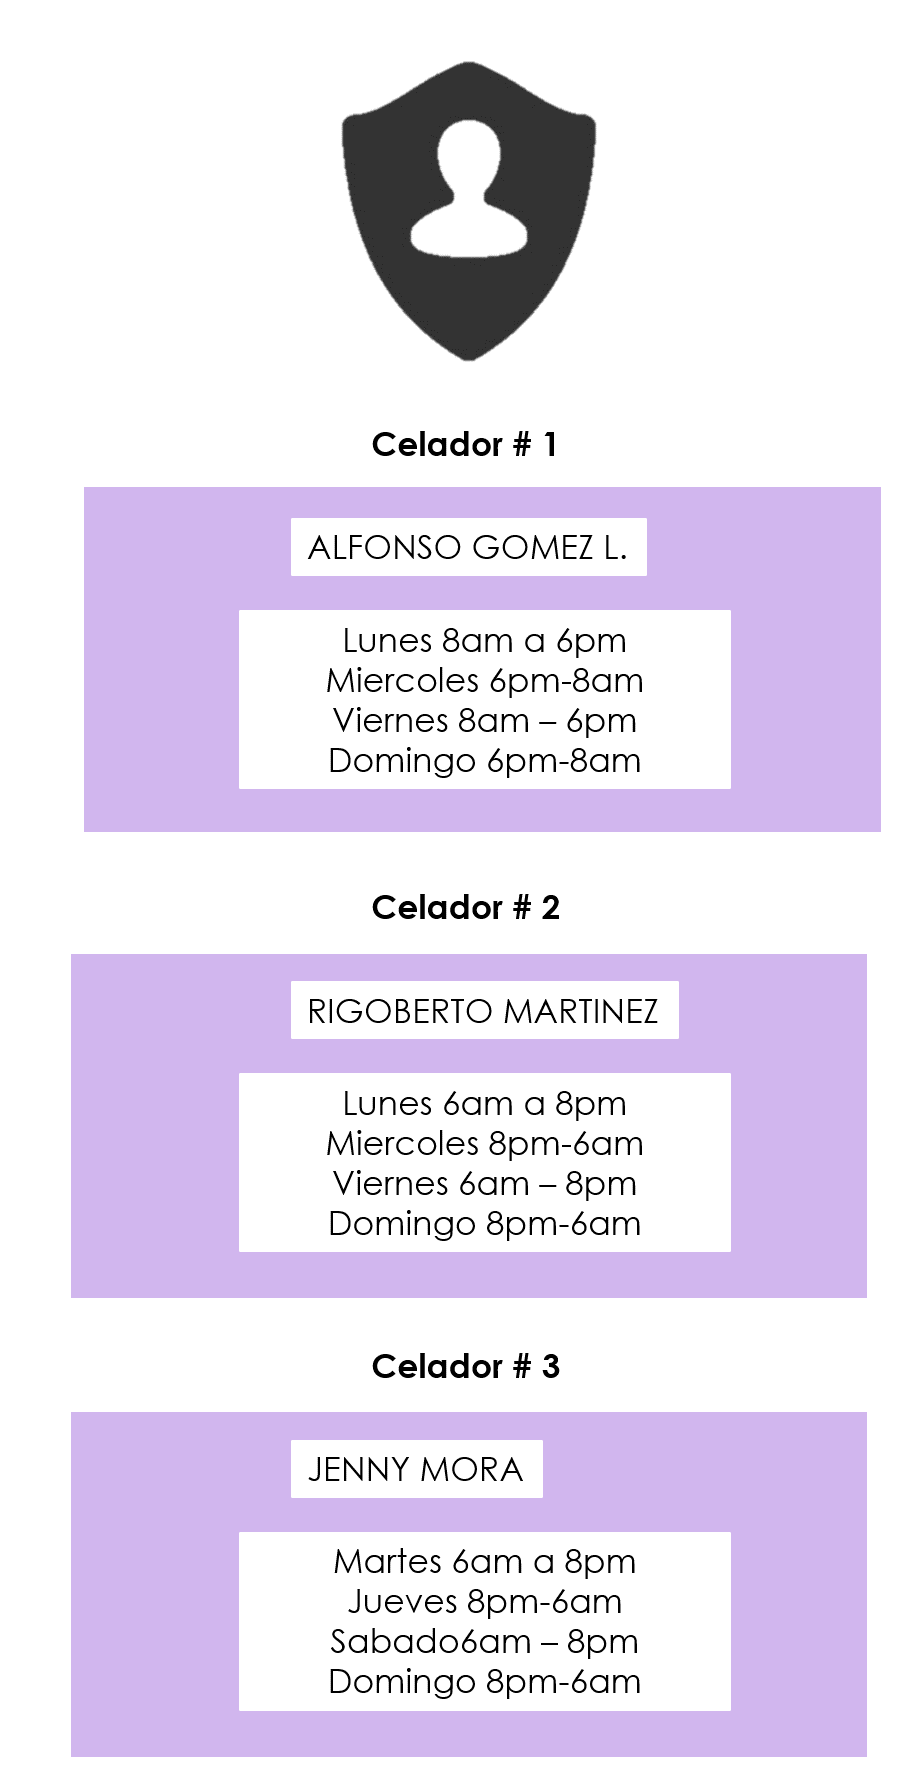 Celador # 1
ALFONSO GOMEZ L.
Lunes 8am a 6pm
Miercoles 6pm-8am
Viernes 8am – 6pm
Domingo 6pm-8am
Celador # 2
RIGOBERTO MARTINEZ
Lunes 6am a 8pm
Miercoles 8pm-6am
Viernes 6am – 8pm
Domingo 8pm-6am
Celador # 3
JENNY MORA
Martes 6am a 8pm
Jueves 8pm-6am
Sabado6am – 8pm
Domingo 8pm-6am